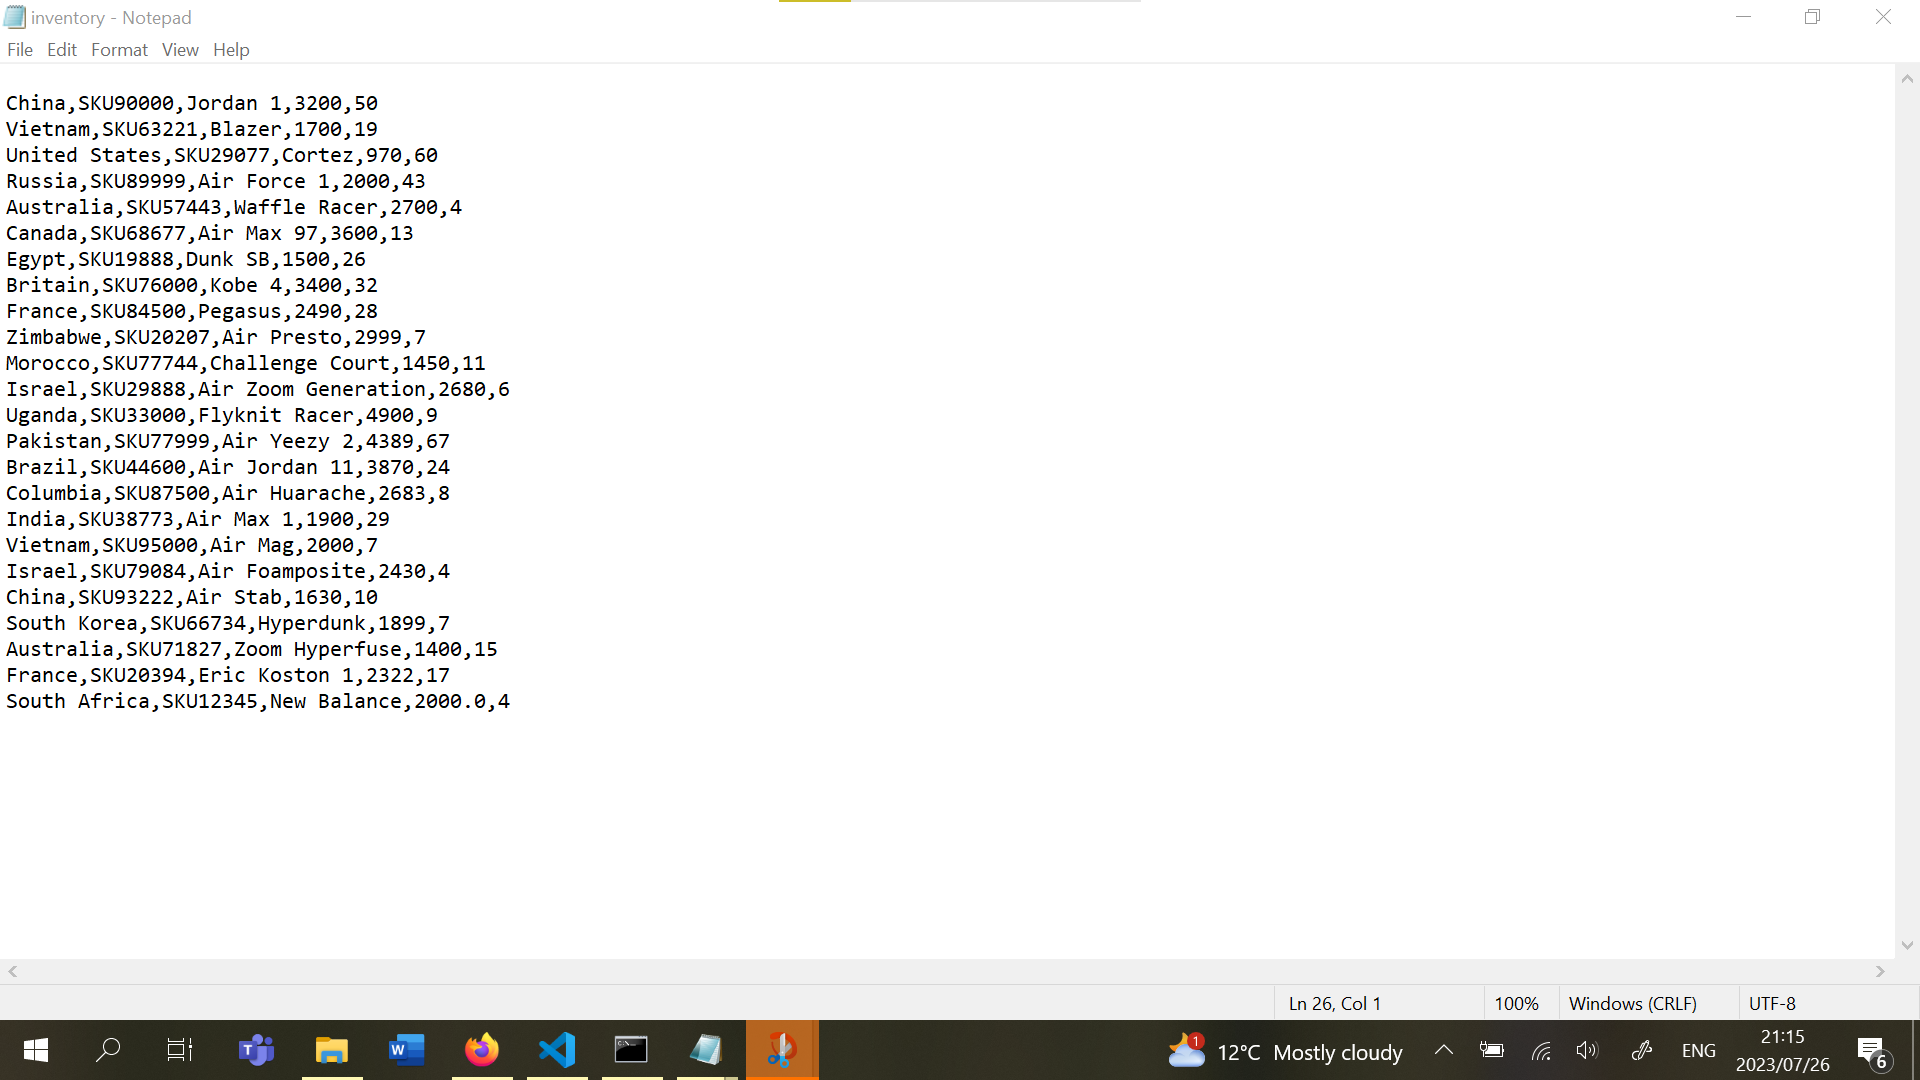 inventory - Notepad
File Edit Format View Help
China,SKU90000,Jordan 1,3200,50
Vietnam,SKU63221,Blazer,1700,19
United States,SKU29077,Cortez,970,60
Russia,SKU89999,Air Force 1,2000,43
Australia,SKU57443,Waffle Racer,2700,4
Canada,SKU68677,Air Max 97,3600,13
Egypt,SKU19888,Dunk SB,1500,26
Britain,SKU76000,Kobe 4,3400,32
France,SKU84500,Pegasus,2490,28
Zimbabwe,SKU20207,Air Presto,2999,7
Morocco,SKU77744,Challenge Court,1450,11
Israel,SKU29888,Air Zoom Generation,2680,6
Uganda,SKU33000,Flyknit Racer,4900,9
Pakistan,SKU77999,Air Yeezy 2,4389,67
Brazil,SKU44600,Air Jordan 11,3870,24
Columbia,SKU87500,Air Huarache,2683,8
India,SKU38773,Air Max 1,1900,29
Vietnam,SKU95000,Air Mag,2000,7
Israel,SKU79084,Air Foamposite,2430,4
China,SKU93222,Air Stab,1630,10
South Korea,SKU66734,Hyperdunk,1899,7
Australia,SKU71827,Zoom Hyperfuse,1400,15
France,SKU20394,Eric Koston 1,2322,17
South Africa,SKU12345,New Balance,2000.0,4
Ln 26, Col 1 100% Windows (CRLF) UTF-8
T W C:\ 1 12°C Mostly cloudy ENG 21:15
2023/07/26 6